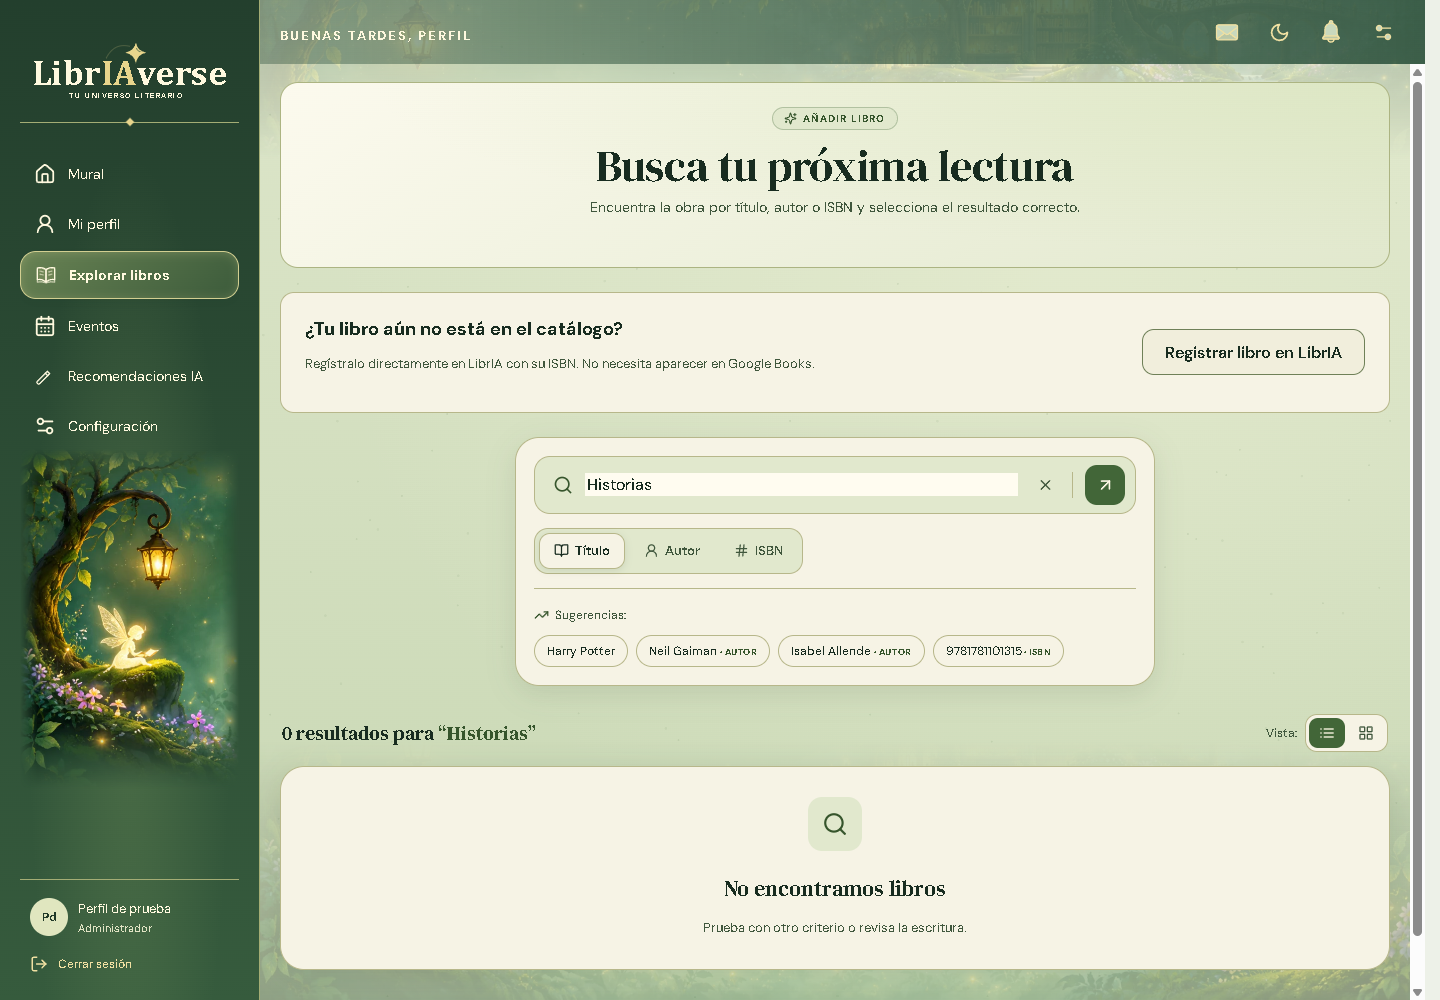 LibrIAverse
TU UNIVERSO LITERARIO
Mural
Mi perfil
Explorar libros
Eventos
Recomendaciones IA
Configuración
Pd
Perfil de prueba
Administrador
Cerrar sesión
BUENAS TARDES, PERFIL
AÑADIR LIBRO
Busca tu próxima lectura
Encuentra la obra por título, autor o ISBN y selecciona el resultado correcto.
¿Tu libro aún no está en el catálogo?
Regístralo directamente en LibrIA con su ISBN. No necesita aparecer en Google Books.
Registrar libro en LibrIA
Historias
Título Autor ISBN
Sugerencias:
Harry Potter Neil Gaiman · AUTOR Isabel Allende · AUTOR 9781781101315 · ISBN
0 resultados para “Historias”
Vista:
No encontramos libros
Prueba con otro criterio o revisa la escritura.